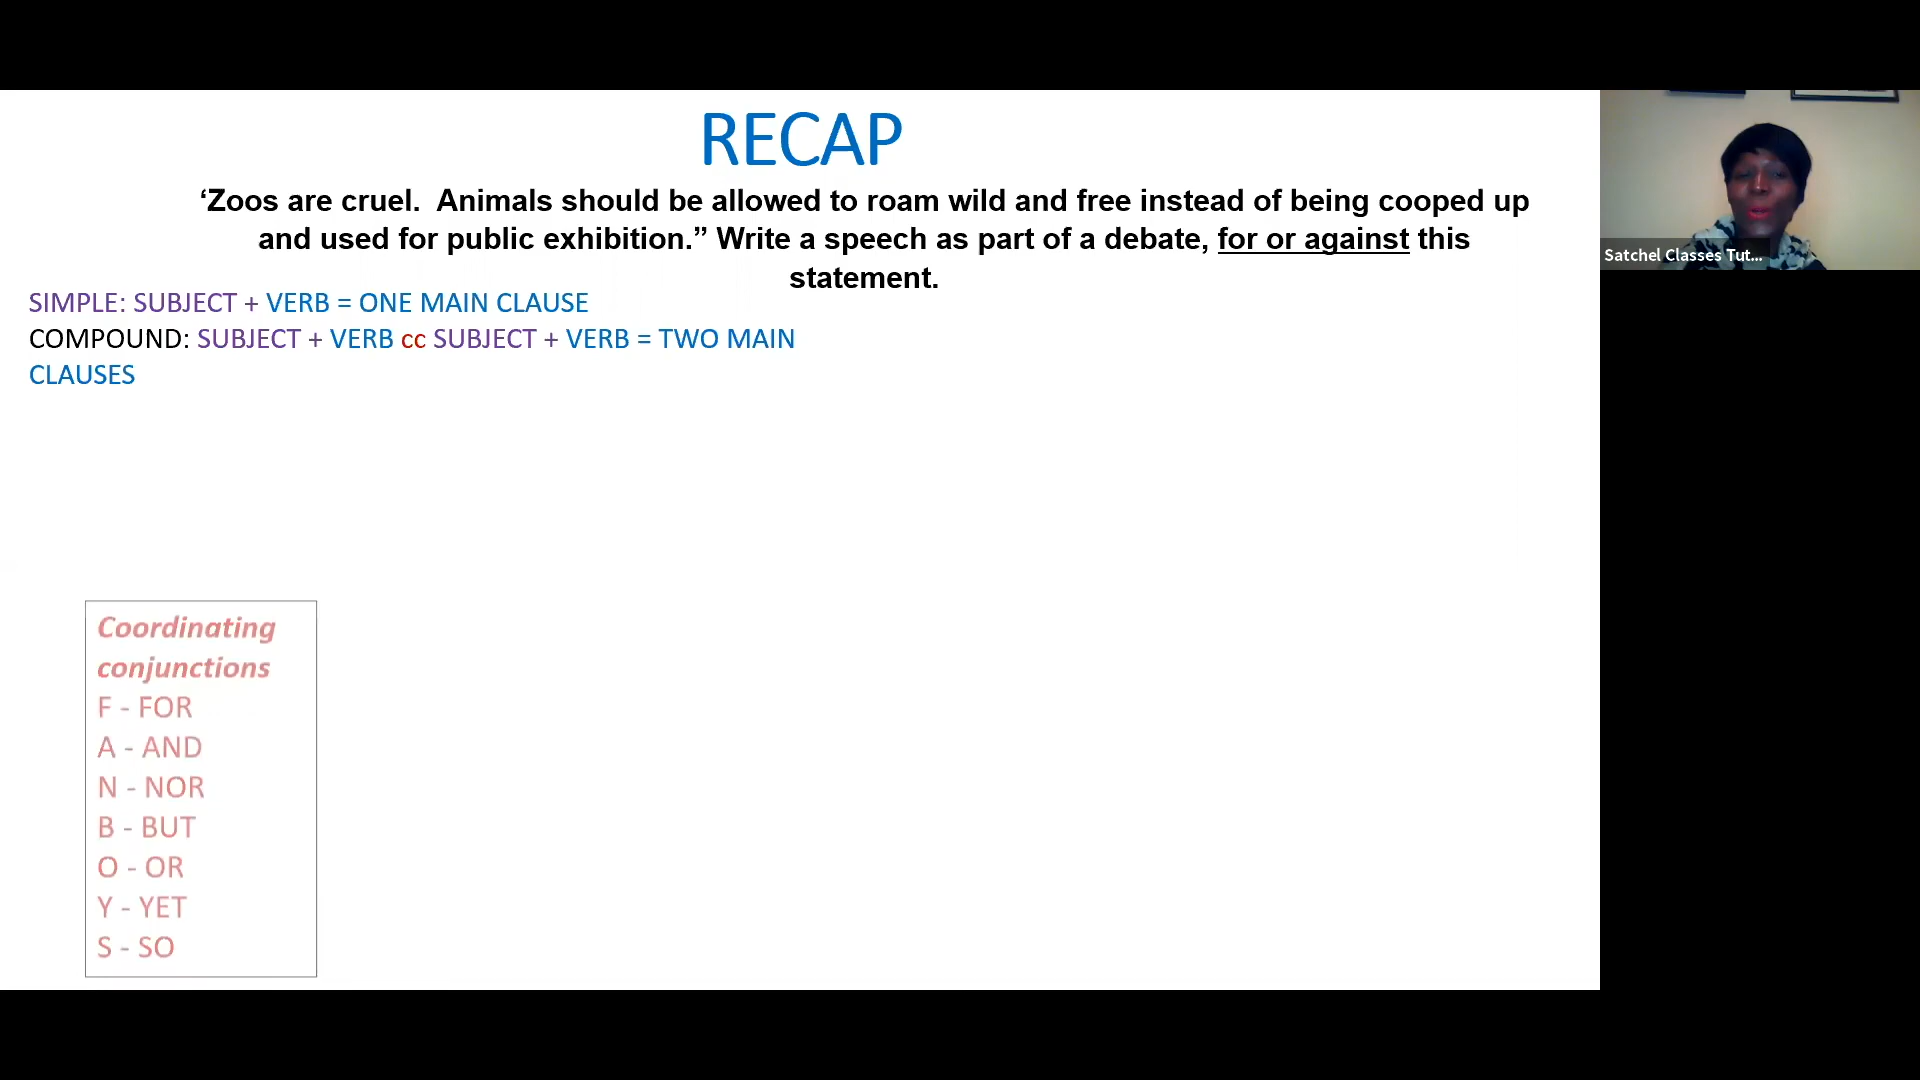 RECAP
‘Zoos are cruel.  Animals should be allowed to roam wild and free instead of being cooped up
and used for public exhibition.” Write a speech as part of a debate, for or against this
statement.
SIMPLE: SUBJECT + VERB = ONE MAIN CLAUSE
COMPOUND: SUBJECT + VERB cc SUBJECT + VERB = TWO MAIN
CLAUSES
Coordinating
conjunctions
F - FOR
A - AND
N - NOR
B - BUT
O - OR
Y - YET
S - SO
Satchel Classes Tut...